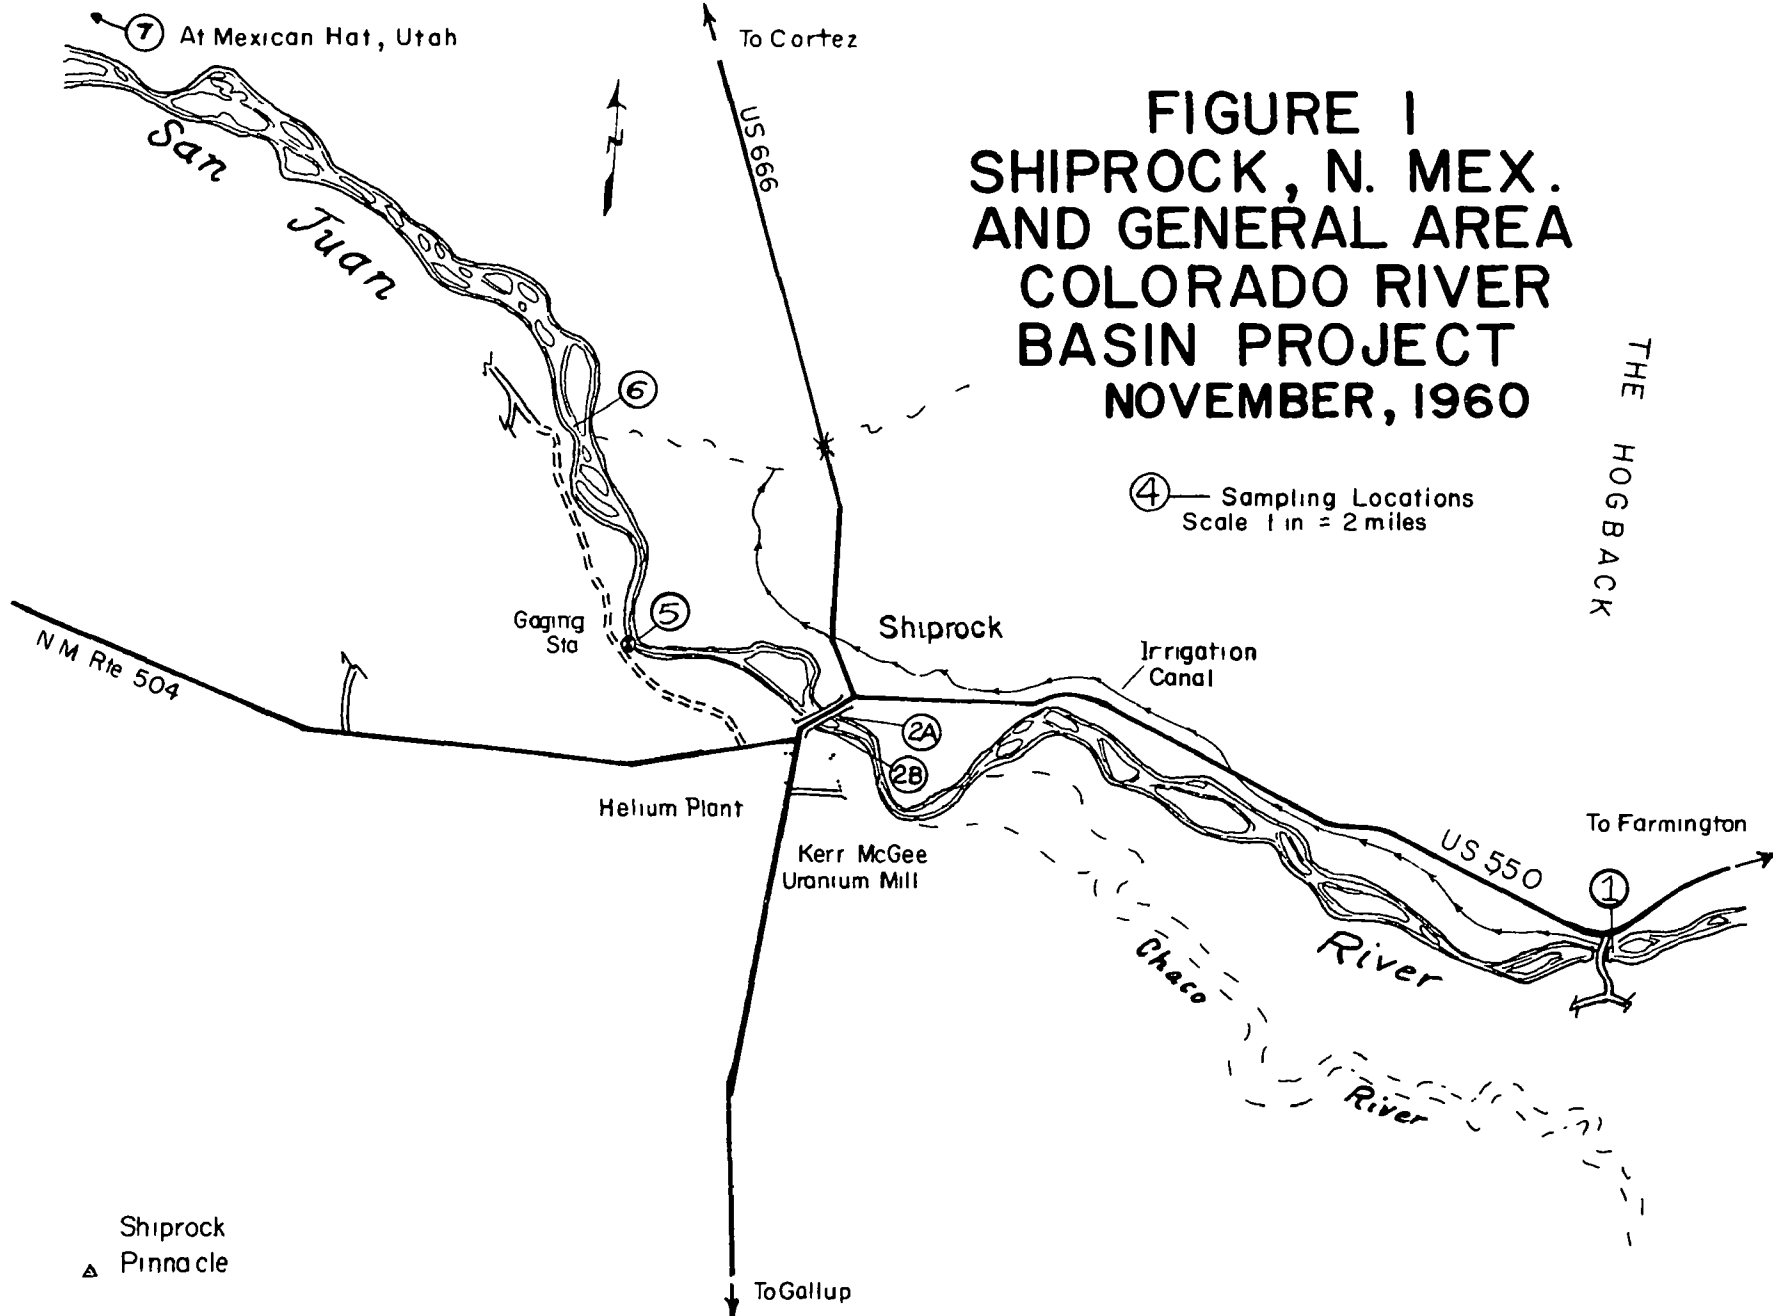 7 At Mexican Hat, Utah
To Cortez
N
US 666
San
Juan
FIGURE 1
SHIPROCK, N. MEX.
AND GENERAL AREA
COLORADO RIVER
BASIN PROJECT
NOVEMBER, 1960
THE HOGBACK
6
4 Sampling Locations
Scale 1 in = 2 miles
5
Gaging
Sta
Shiprock
Irrigation
Canal
N M Rte 504
2A
2B
Helium Plant
Kerr McGee
Uranium Mill
US 550
To Farmington
1
River
Chaco
River
Shiprock
Pinnacle
To Gallup